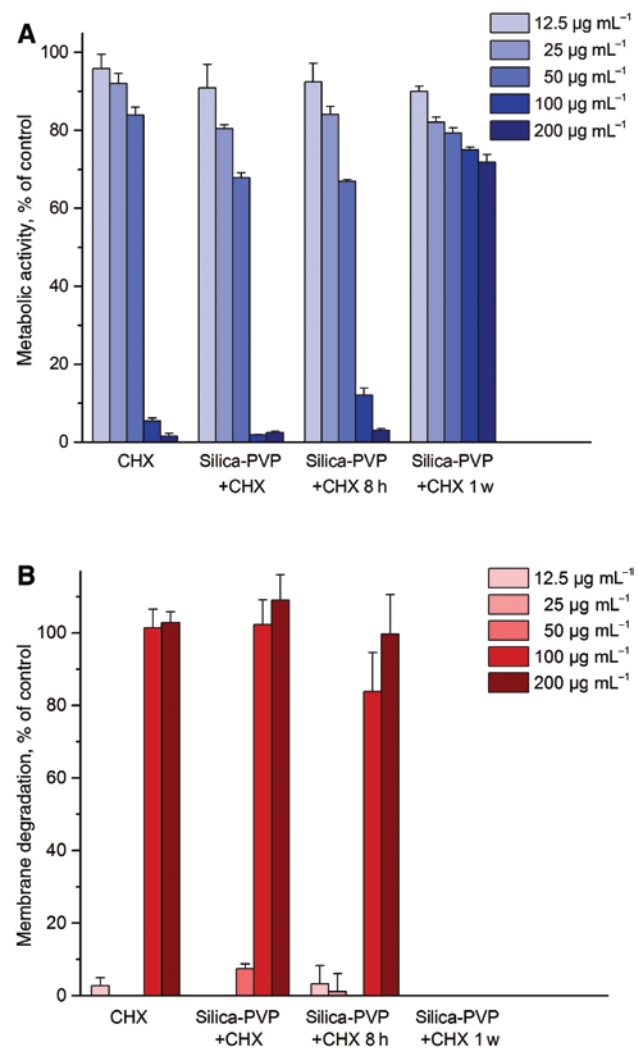 A
Metabolic activity, % of control
100
80
60
40
20
0
12.5 µg mL⁻¹
25 µg mL⁻¹
50 µg mL⁻¹
100 µg mL⁻¹
200 µg mL⁻¹
CHX
Silica-PVP
+CHX
Silica-PVP
+CHX 8 h
Silica-PVP
+CHX 1 w
B
Membrane degradation, % of control
100
80
60
40
20
0
12.5 µg mL⁻¹
25 µg mL⁻¹
50 µg mL⁻¹
100 µg mL⁻¹
200 µg mL⁻¹
CHX
Silica-PVP
+CHX
Silica-PVP
+CHX 8 h
Silica-PVP
+CHX 1 w